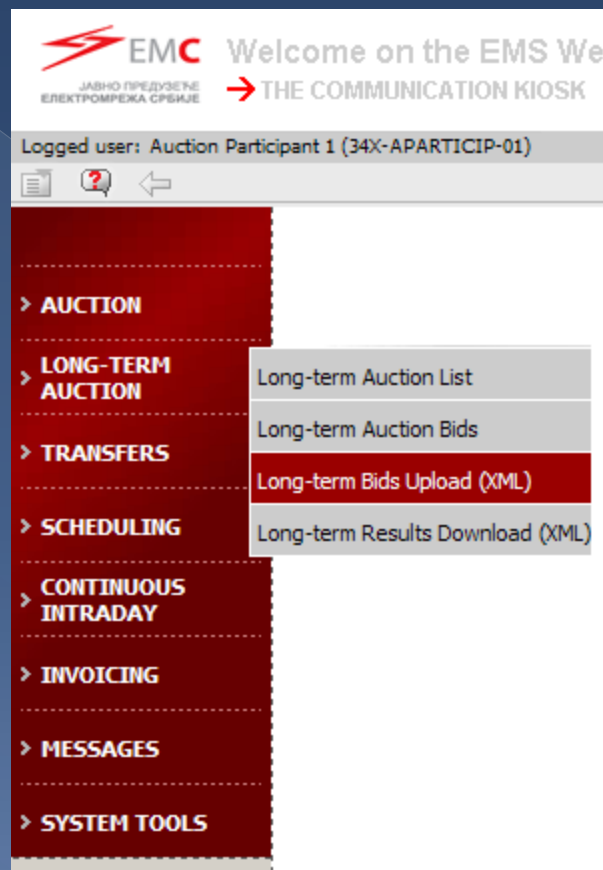 EMC
ЈАВНО ПРЕДУЗЕЋЕ
ЕЛЕКТРОМРЕЖА СРБИЈЕ
Welcome on the EMS We
THE COMMUNICATION KIOSK
Logged user: Auction Participant 1 (34X-APARTICIP-01)
AUCTION
LONG-TERM
AUCTION
Long-term Auction List
Long-term Auction Bids
Long-term Bids Upload (XML)
Long-term Results Download (XML)
TRANSFERS
SCHEDULING
CONTINUOUS
INTRADAY
INVOICING
MESSAGES
SYSTEM TOOLS